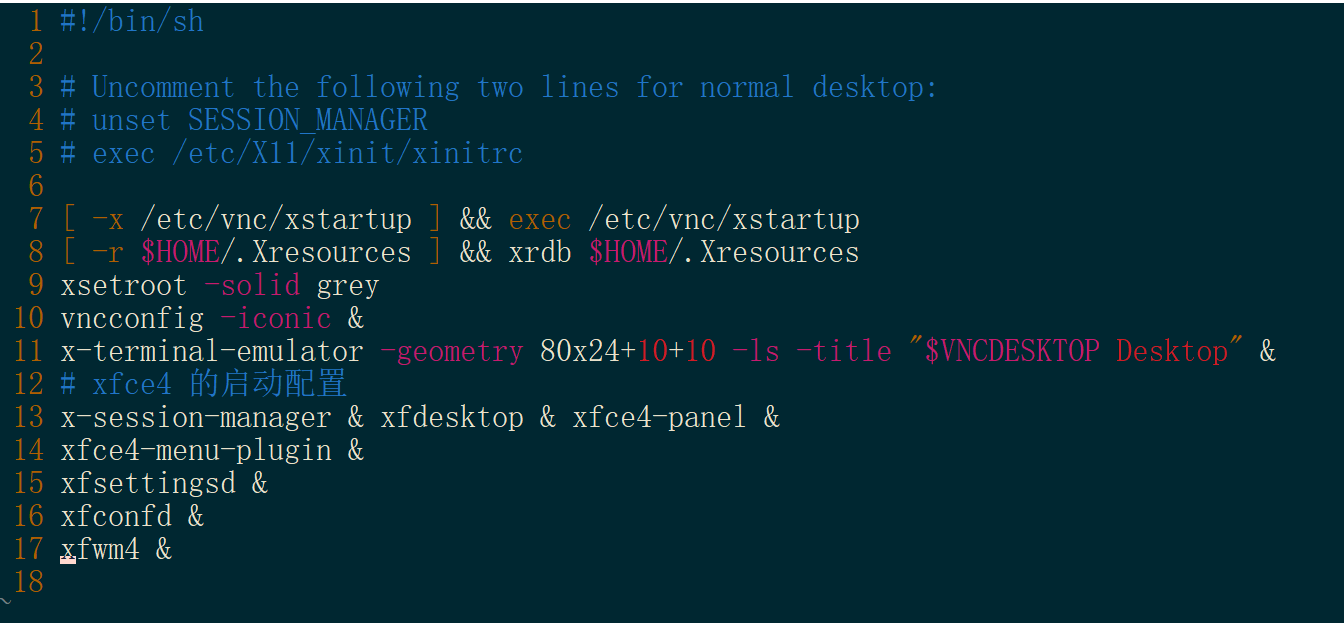 1 #!/bin/sh
2
3 # Uncomment the following two lines for normal desktop:
4 # unset SESSION_MANAGER
5 # exec /etc/X11/xinit/xinitrc
6
7 [ -x /etc/vnc/xstartup ] && exec /etc/vnc/xstartup
8 [ -r $HOME/.Xresources ] && xrdb $HOME/.Xresources
9 xsetroot -solid grey
10 vncconfig -iconic &
11 x-terminal-emulator -geometry 80x24+10+10 -ls -title "$VNCDESKTOP Desktop" &
12 # xfce4 的启动配置
13 x-session-manager & xfdesktop & xfce4-panel &
14 xfce4-menu-plugin &
15 xfsettingsd &
16 xfconfd &
17 xfwm4 &
18
~